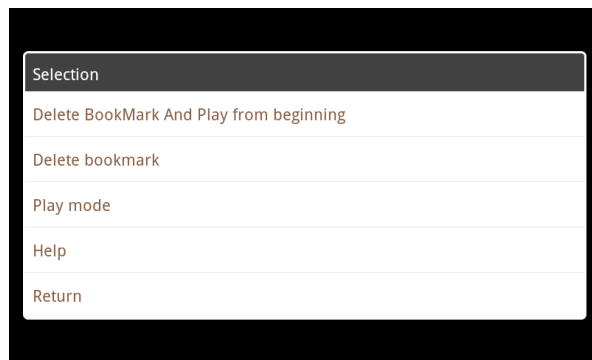 Selection
Delete BookMark And Play from beginning
Delete bookmark
Play mode
Help
Return